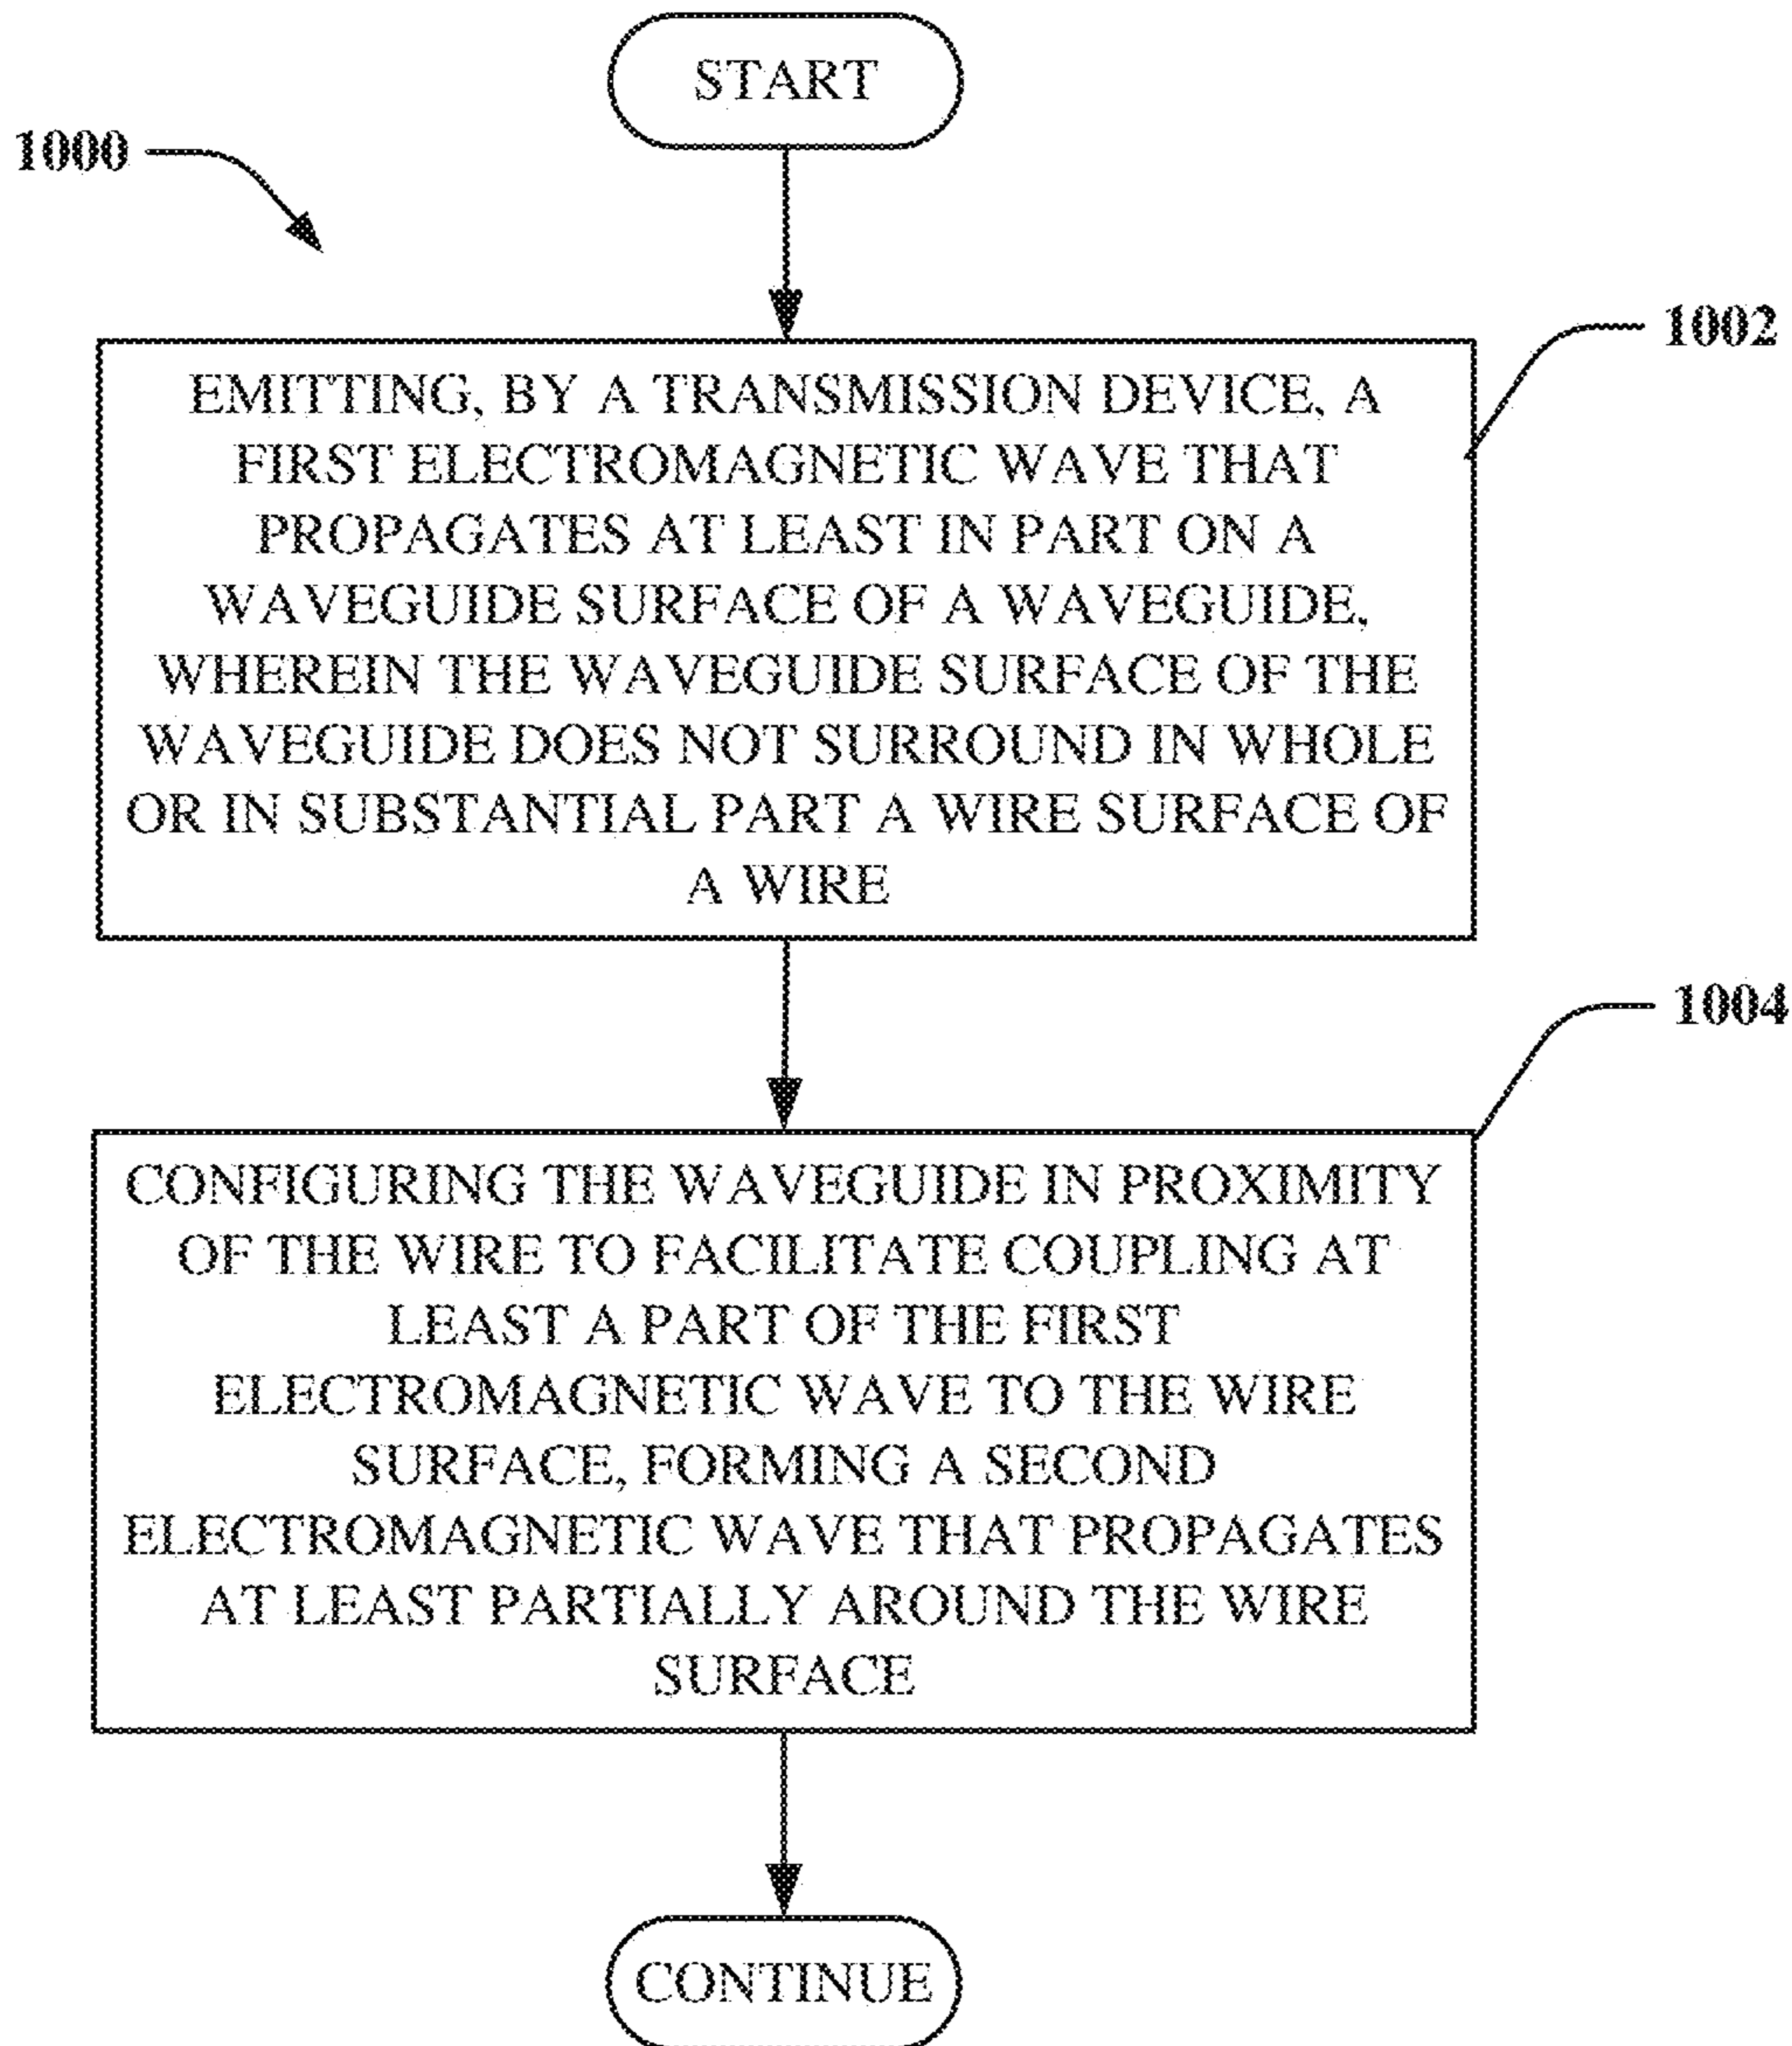 START
1000
1002
EMITTING, BY A TRANSMISSION DEVICE, A
FIRST ELECTROMAGNETIC WAVE THAT
PROPAGATES AT LEAST IN PART ON A
WAVEGUIDE SURFACE OF A WAVEGUIDE,
WHEREIN THE WAVEGUIDE SURFACE OF THE
WAVEGUIDE DOES NOT SURROUND IN WHOLE
OR IN SUBSTANTIAL PART A WIRE SURFACE OF
A WIRE
1004
CONFIGURING THE WAVEGUIDE IN PROXIMITY
OF THE WIRE TO FACILITATE COUPLING AT
LEAST A PART OF THE FIRST
ELECTROMAGNETIC WAVE TO THE WIRE
SURFACE, FORMING A SECOND
ELECTROMAGNETIC WAVE THAT PROPAGATES
AT LEAST PARTIALLY AROUND THE WIRE
SURFACE
CONTINUE